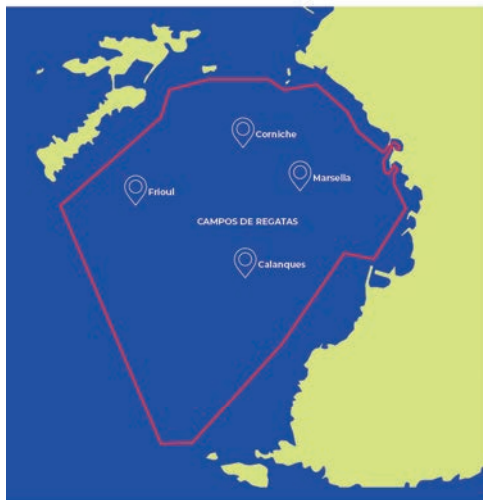 Corniche
Marsella
Frioul
CAMPOS DE REGATAS
Calanques